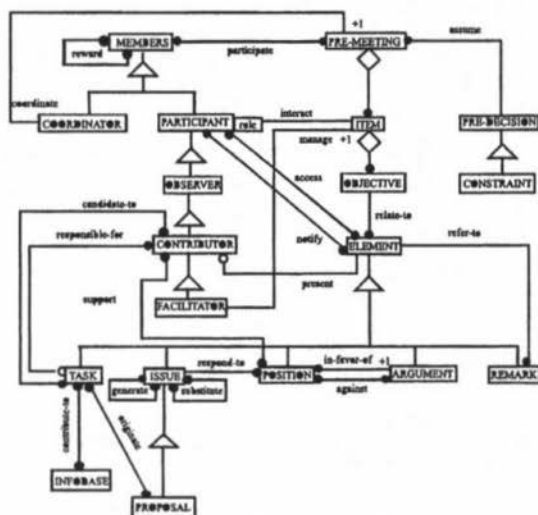 +1
MEMBERS
PRE-MEETING
assume
reward
participate
coordinate
COORDINATOR
PARTICIPANT
role
interact
ITEM
PRE-DECISION
manage
+1
access
OBSERVER
OBJECTIVE
CONSTRAINT
candidate-to
relate-to
responsible-for
CONTRIBUTOR
notify
ELEMENT
refer-to
support
present
FACILITATOR
TASK
ISSUE
respond-to
POSITION
in-favor-of
+1
ARGUMENT
REMARK
generate
substitute
against
contribute-to
originate
INFOBASE
PROPOSAL